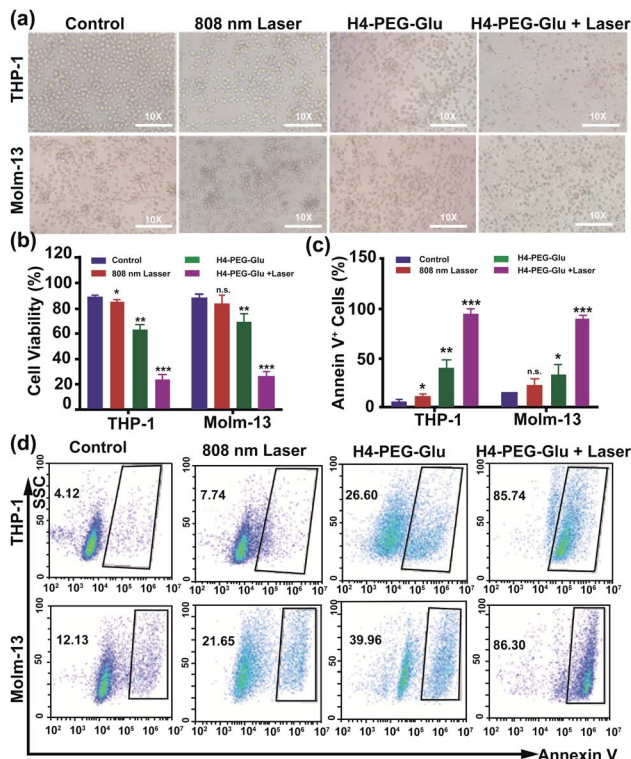 (a)
Control 808 nm Laser H4-PEG-Glu H4-PEG-Glu + Laser
THP-1
10X 10X 10X 10X
Molm-13
10X 10X 10X 10X
(b)
Control H4-PEG-Glu
808 nm Lasser H4-PEG-Glu +Laser
Cell Viability (%)
120
100
80
60
40
20
0
* ** *** n.s. ** ***
THP-1 Molm-13
(c)
Control H4-PEG-Glu
808 nm Lasser H4-PEG-Glu +Laser
Annein V⁺ Cells (%)
150
100
50
0
* ** *** n.s. * ***
THP-1 Molm-13
(d)
Control 808 nm Laser H4-PEG-Glu H4-PEG-Glu + Laser
SSC
THP-1
4.12 7.74 26.60 85.74
0 50 100 0 50 100 0 50 100 0 50 100
10¹ 10² 10³ 10⁴ 10⁵ 10⁶ 10⁷ 10¹ 10² 10³ 10⁴ 10⁵ 10⁶ 10⁷ 10¹ 10² 10³ 10⁴ 10⁵ 10⁶ 10⁷ 10¹ 10² 10³ 10⁴ 10⁵ 10⁶ 10⁷
Molm-13
12.13 21.65 39.96 86.30
0 50 100 0 50 100 0 50 100 0 50 100
10¹ 10² 10³ 10⁴ 10⁵ 10⁶ 10⁷ 10¹ 10² 10³ 10⁴ 10⁵ 10⁶ 10⁷ 10¹ 10² 10³ 10⁴ 10⁵ 10⁶ 10⁷ 10¹ 10² 10³ 10⁴ 10⁵ 10⁶ 10⁷
Annexin V